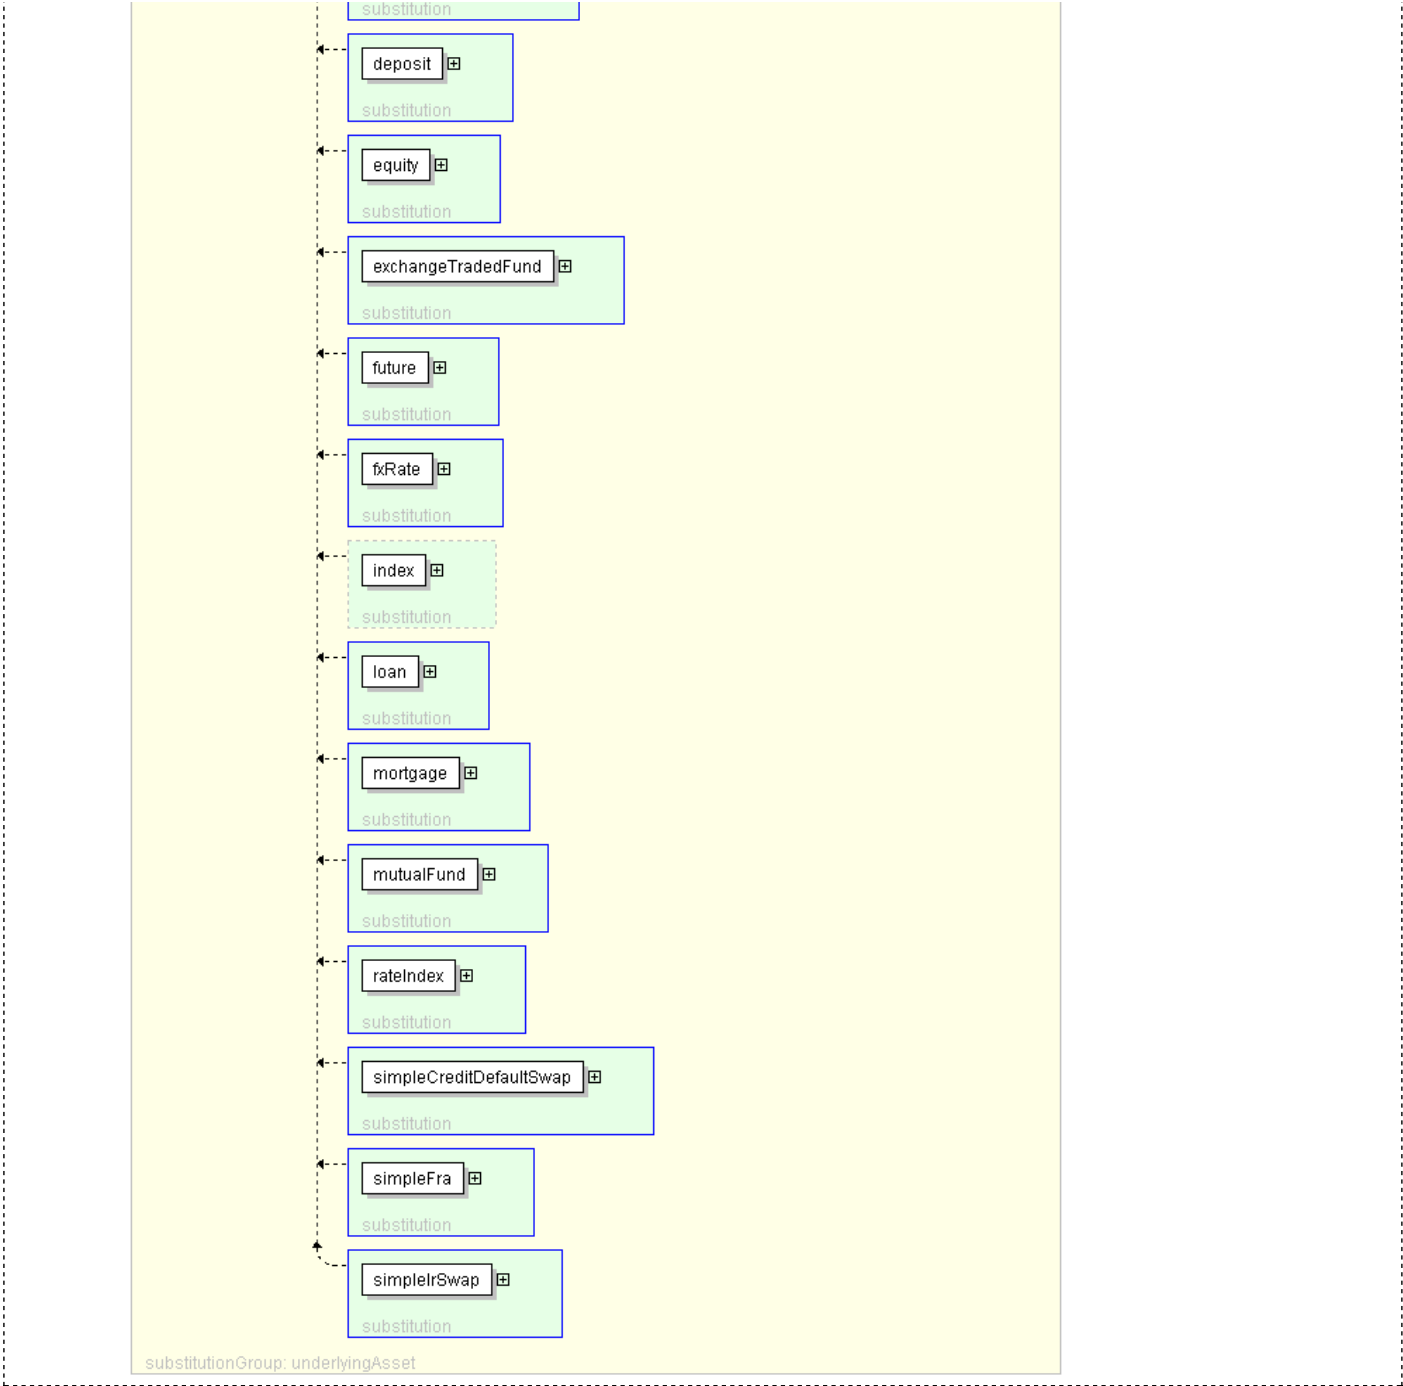 substitution
deposit
substitution
equity
substitution
exchangeTradedFund
substitution
future
substitution
fxRate
substitution
index
substitution
loan
substitution
mortgage
substitution
mutualFund
substitution
rateIndex
substitution
simpleCreditDefaultSwap
substitution
simpleFra
substitution
simpleIrSwap
substitution
substitutionGroup: underlyingAsset